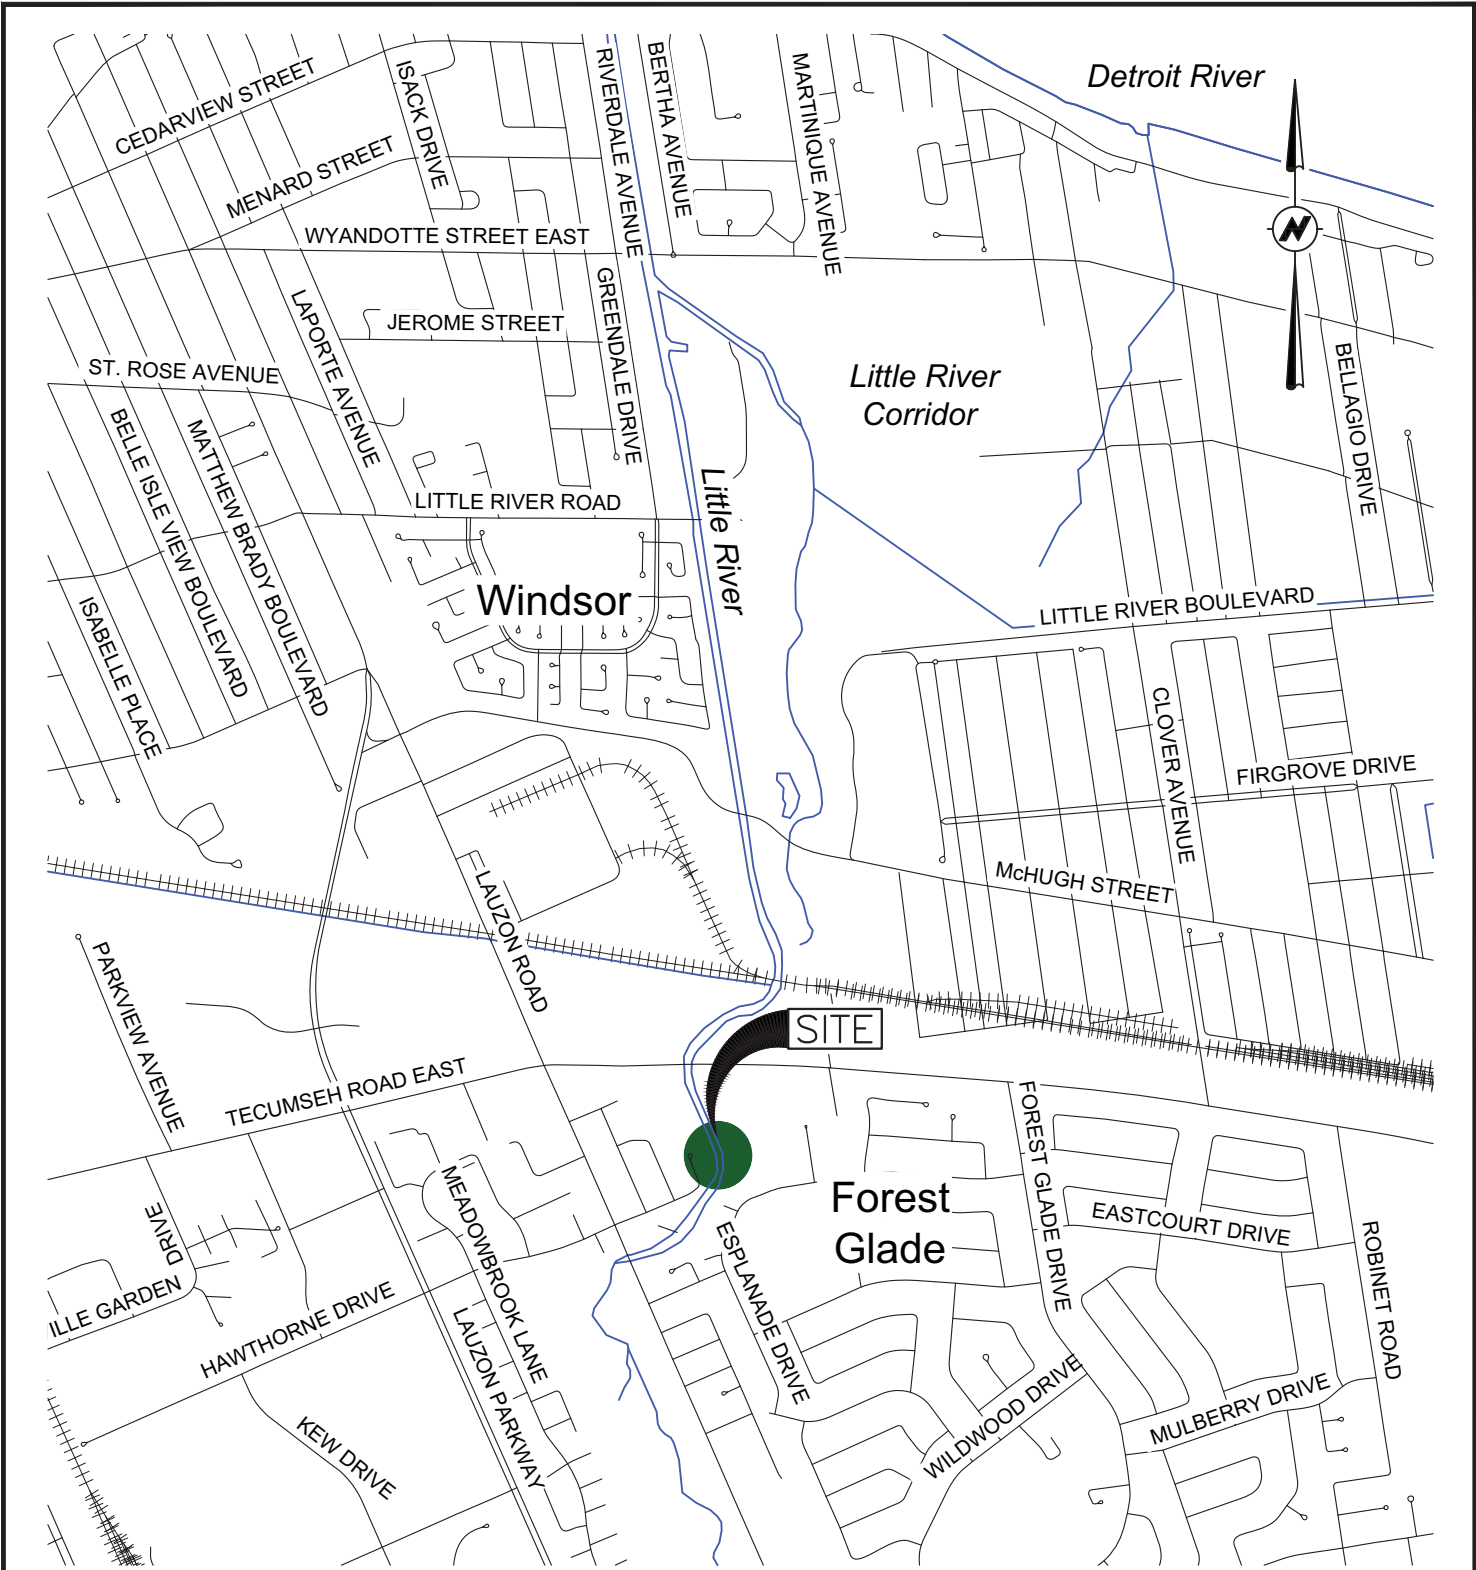 Detroit River
CEDARVIEW STREET
ISACK DRIVE
RIVERDALE AVENUE
BERTHA AVENUE
MARTINIQUE AVENUE
MENARD STREET
WYANDOTTE STREET EAST
N
LAPORTE AVENUE
JEROME STREET
GREENDALE DRIVE
ST. ROSE AVENUE
Little River
Corridor
BELLAGIO DRIVE
BELLE ISLE VIEW BOULEVARD
MATTHEW BRADY BOULEVARD
LITTLE RIVER ROAD
Little River
Windsor
ISABELLE PLACE
LITTLE RIVER BOULEVARD
CLOVER AVENUE
FIRGROVE DRIVE
McHUGH STREET
LAUZON ROAD
PARKVIEW AVENUE
SITE
TECUMSEH ROAD EAST
FOREST GLADE DRIVE
MEADOWBROOK LANE
Forest
Glade
EASTCOURT DRIVE
DRIVE
ILLE GARDEN
ESPLANADE DRIVE
ROBINET ROAD
HAWTHORNE DRIVE
LAUZON PARKWAY
WILDWOOD DRIVE
MULBERRY DRIVE
KEW DRIVE